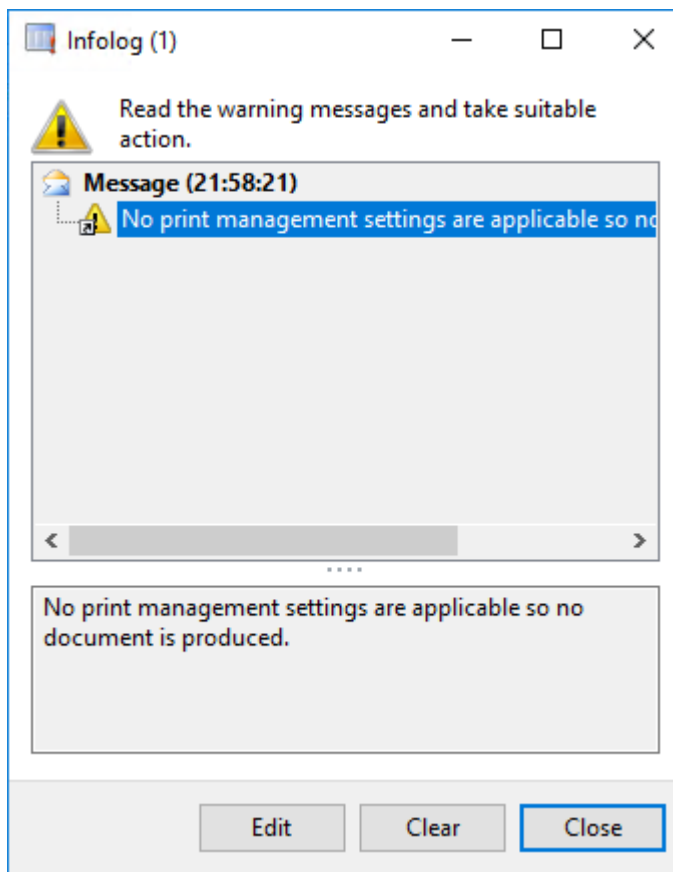 Infolog (1)
Read the warning messages and take suitable
action.
Message (21:58:21)
No print management settings are applicable so no
No print management settings are applicable so no
document is produced.
Edit
Clear
Close